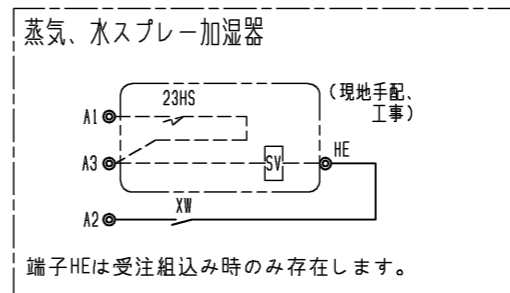 蒸気、水スプレー加湿器
(現地手配、
工事)
23HS
A1
A3
SV
HE
A2
XW
端子HEは受注組込み時のみ存在します。